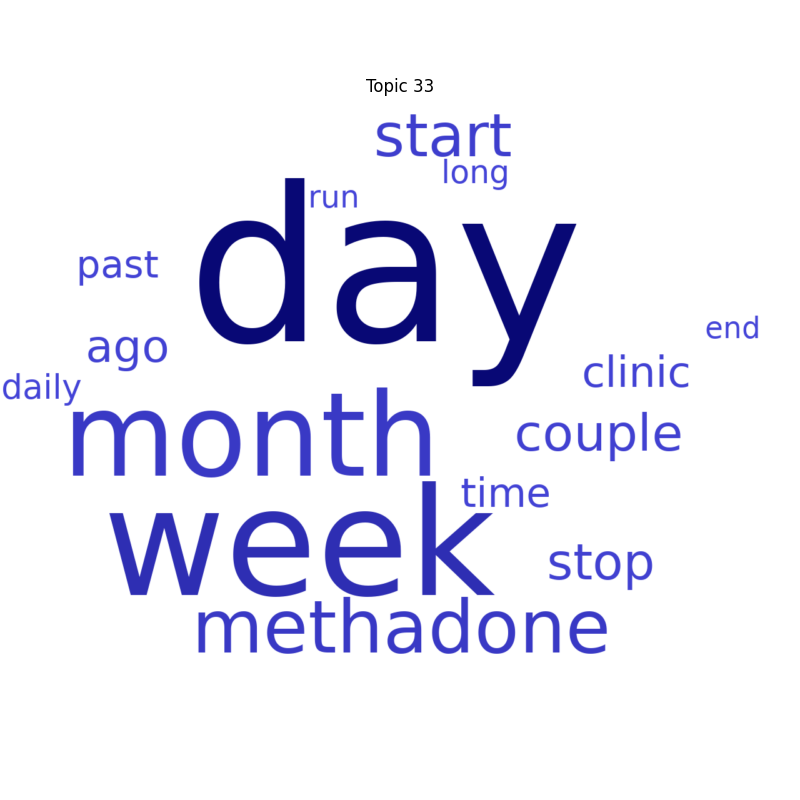 Topic 33
start
long
run
day
past
end
ago
clinic
daily
month
couple
time
week
stop
methadone